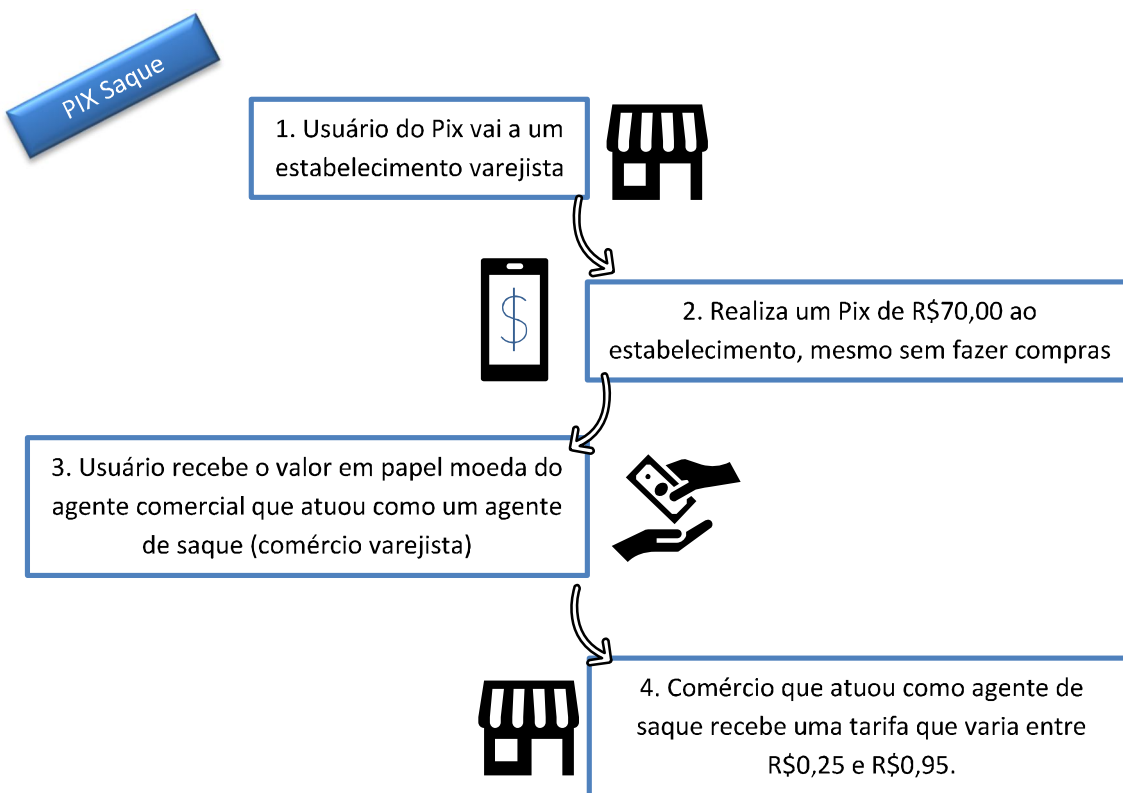 PIX Saque
1. Usuário do Pix vai a um
estabelecimento varejista
$
2. Realiza um Pix de R$70,00 ao
estabelecimento, mesmo sem fazer compras
3. Usuário recebe o valor em papel moeda do
agente comercial que atuou como um agente
de saque (comércio varejista)
4. Comércio que atuou como agente de
saque recebe uma tarifa que varia entre
R$0,25 e R$0,95.